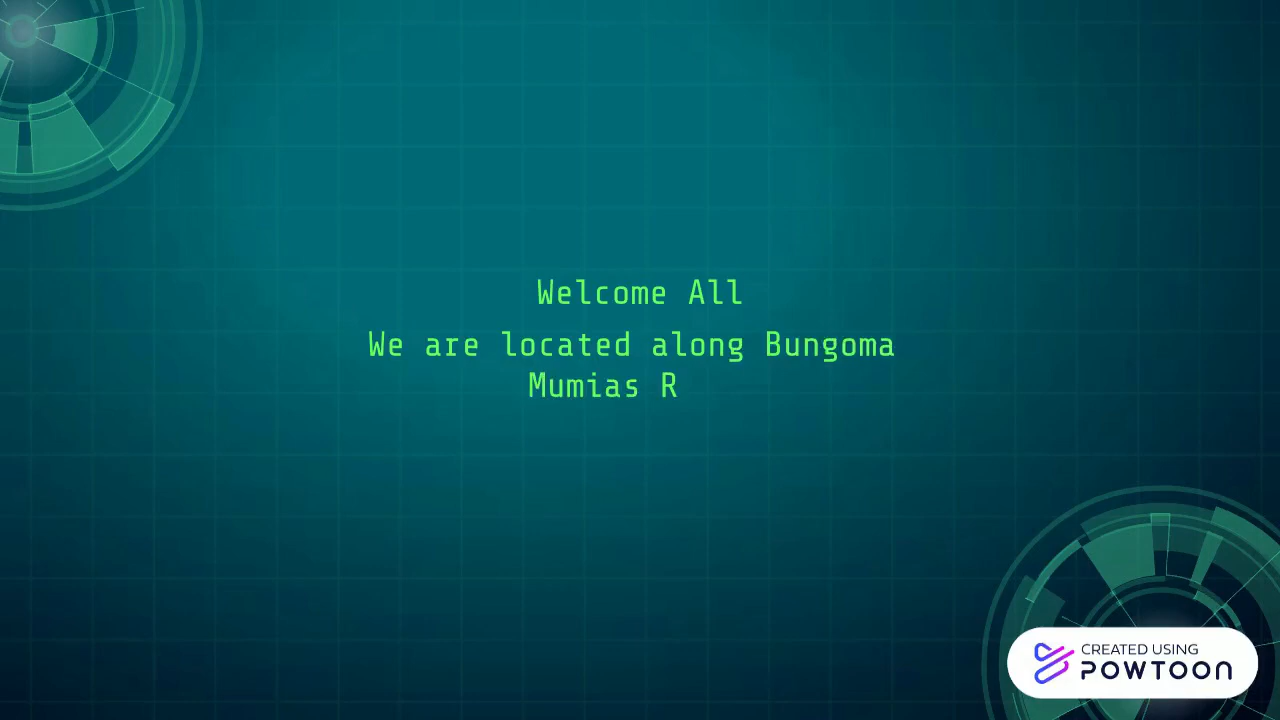 Welcome All
We are located along Bungoma
Mumias R
CREATED USING
POWTOON